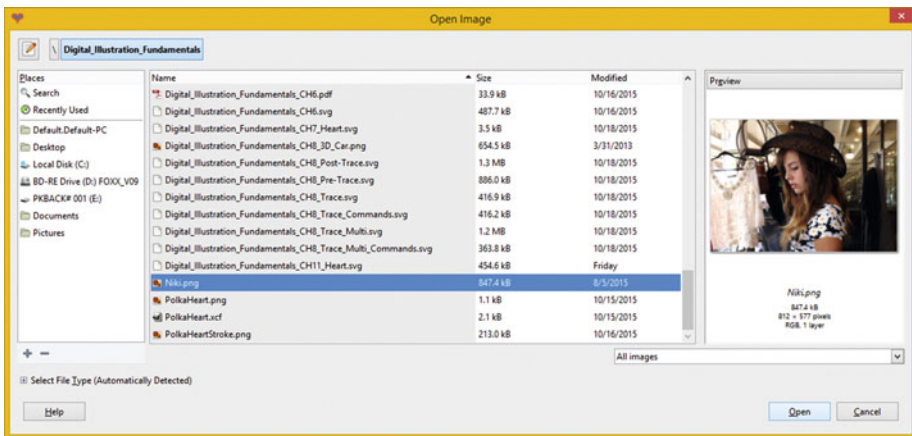 Open Image
\ Digital_Illustration_Fundamentals
Places
Search
Recently Used
Default.Default-PC
Desktop
Local Disk (C:)
BD-RE Drive (D:) FOXX_V09
PKBACK# 001 (E:)
Documents
Pictures
Name Size Modified
Digital_Illustration_Fundamentals_CH6.pdf 33.9 kB 10/16/2015
Digital_Illustration_Fundamentals_CH6.svg 487.7 kB 10/16/2015
Digital_Illustration_Fundamentals_CH7_Heart.svg 3.5 kB 10/18/2015
Digital_Illustration_Fundamentals_CH8_3D_Car.png 654.5 kB 3/31/2013
Digital_Illustration_Fundamentals_CH8_Post-Trace.svg 1.3 MB 10/18/2015
Digital_Illustration_Fundamentals_CH8_Pre-Trace.svg 886.0 kB 10/18/2015
Digital_Illustration_Fundamentals_CH8_Trace.svg 416.9 kB 10/18/2015
Digital_Illustration_Fundamentals_CH8_Trace_Commands.svg 416.2 kB 10/18/2015
Digital_Illustration_Fundamentals_CH8_Trace_Multi.svg 1.2 MB 10/18/2015
Digital_Illustration_Fundamentals_CH8_Trace_Multi_Commands.svg 363.8 kB 10/18/2015
Digital_Illustration_Fundamentals_CH11_Heart.svg 454.6 kB Friday
Niki.png 847.4 kB 8/5/2015
PolkaHeart.png 1.1 kB 10/15/2015
PolkaHeart.xcf 2.1 kB 10/15/2015
PolkaHeartStroke.png 213.0 kB 10/16/2015
Preview
Niki.png
847.4 kB
812 × 577 pixels
RGB, 1 layer
All images
Select File Type (Automatically Detected)
Help Open Cancel